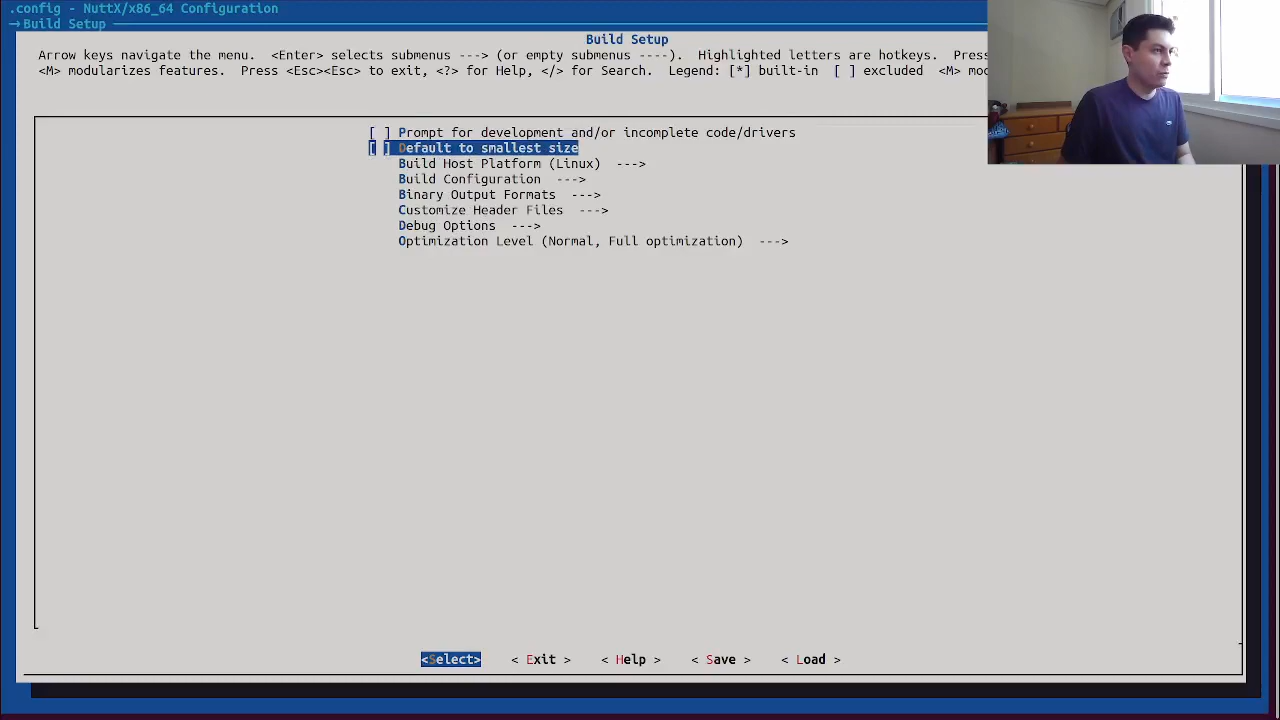 .config - NuttX/x86_64 Configuration
→Build Setup
Build Setup
Arrow keys navigate the menu. <Enter> selects submenus ---> (or empty submenus ----). Highlighted letters are hotkeys. Pres
<M> modularizes features. Press <Esc><Esc> to exit, <?> for Help, </> for Search. Legend: [*] built-in [ ] excluded <M> mo
[ ] Prompt for development and/or incomplete code/drivers
[ ] Default to smallest size
Build Host Platform (Linux) --->
Build Configuration --->
Binary Output Formats --->
Customize Header Files --->
Debug Options --->
Optimization Level (Normal, Full optimization) --->
<Select> < Exit > < Help > < Save > < Load >